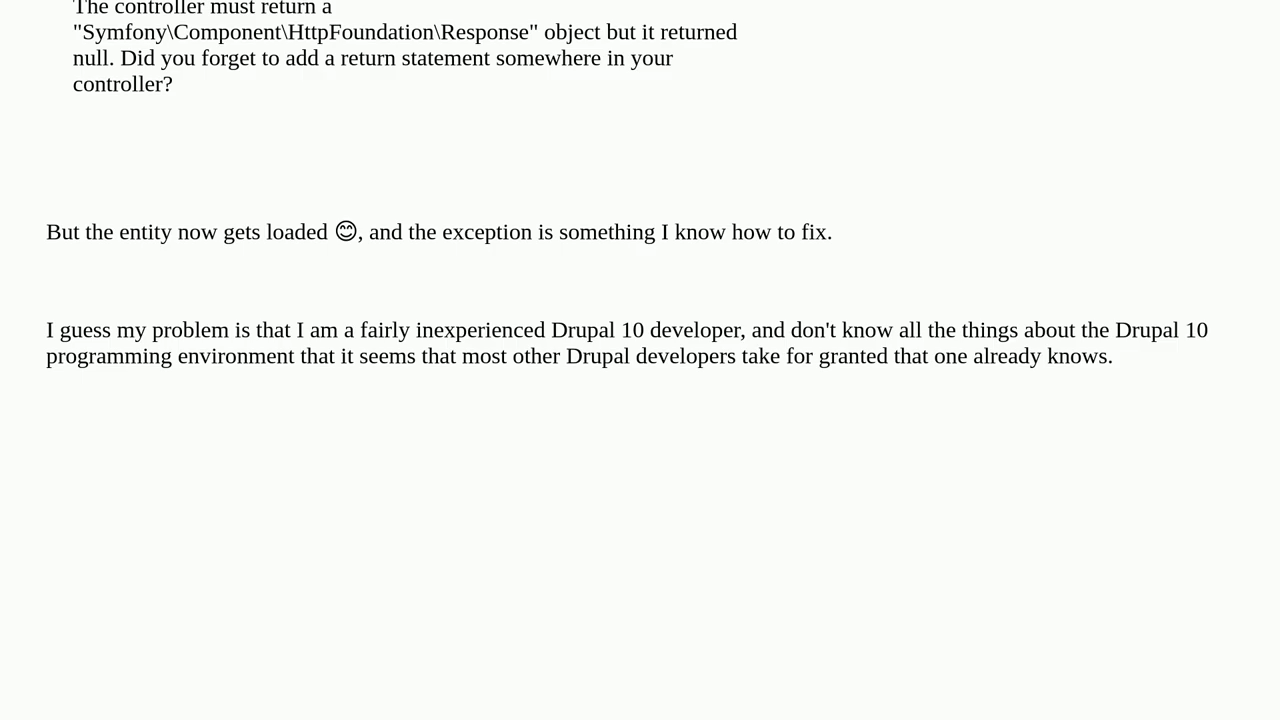 The controller must return a
"Symfony\Component\HttpFoundation\Response" object but it returned
null. Did you forget to add a return statement somewhere in your
controller?
But the entity now gets loaded 😊, and the exception is something I know how to fix.
I guess my problem is that I am a fairly inexperienced Drupal 10 developer, and don't know all the things about the Drupal 10
programming environment that it seems that most other Drupal developers take for granted that one already knows.